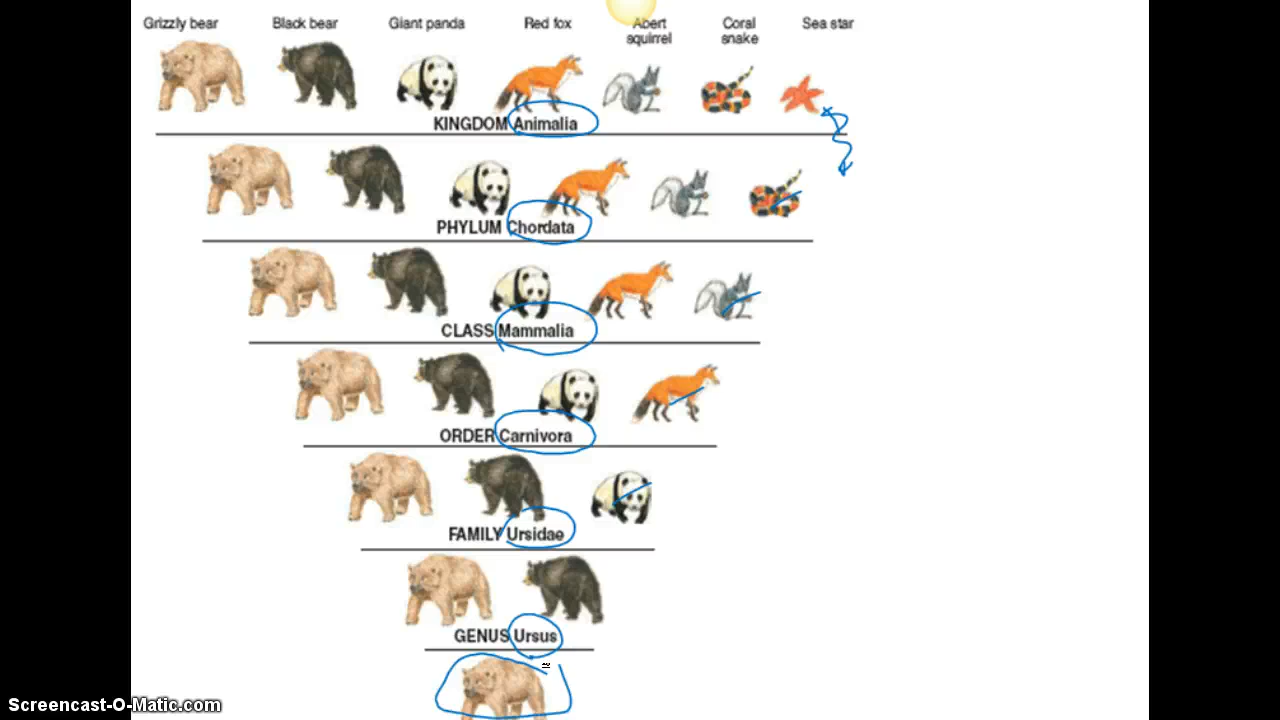 Grizzly bear Black bear Giant panda Red fox Abert squirrel Coral snake Sea star
KINGDOM Animalia
PHYLUM Chordata
CLASS Mammalia
ORDER Carnivora
FAMILY Ursidae
GENUS Ursus
Screencast-O-Matic.com